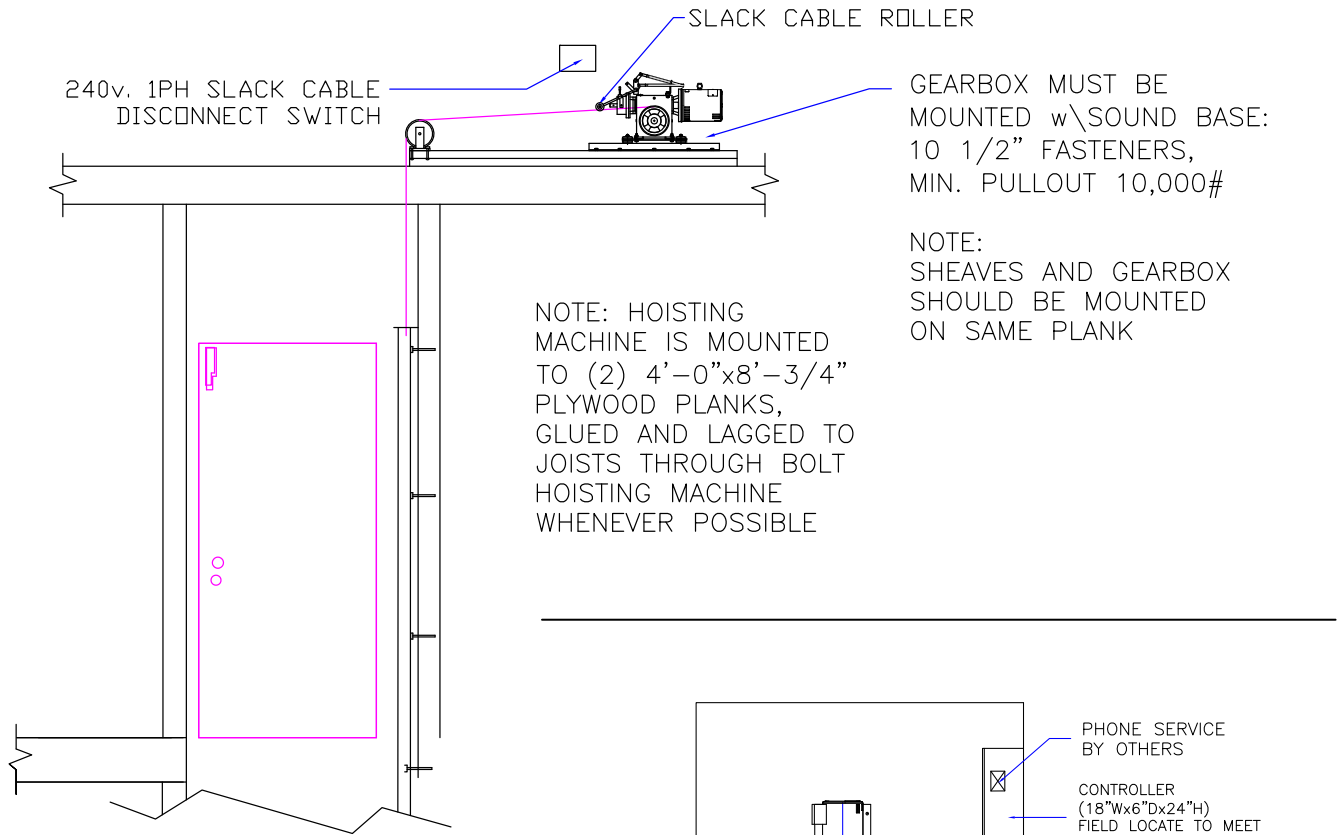 SLACK CABLE ROLLER
240v. 1PH SLACK CABLE
DISCONNECT SWITCH
GEARBOX MUST BE
MOUNTED w\SOUND BASE:
10 1/2" FASTENERS,
MIN. PULLOUT 10,000#
NOTE:
SHEAVES AND GEARBOX
SHOULD BE MOUNTED
ON SAME PLANK
NOTE: HOISTING
MACHINE IS MOUNTED
TO (2) 4'-0"x8'-3/4"
PLYWOOD PLANKS,
GLUED AND LAGGED TO
JOISTS THROUGH BOLT
HOISTING MACHINE
WHENEVER POSSIBLE
PHONE SERVICE
BY OTHERS
CONTROLLER
(18"Wx6"Dx24"H)
FIELD LOCATE TO MEET